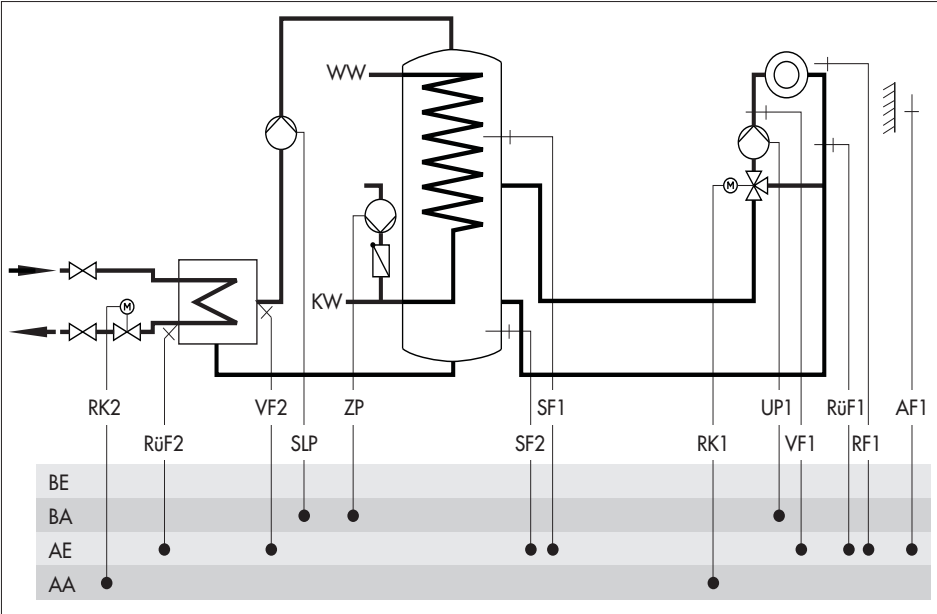 WW
M
KW
M
RK2 VF2 ZP SF1 UP1 RüF1 AF1
RüF2 SLP SF2 RK1 VF1 RF1
BE
BA
AE
AA